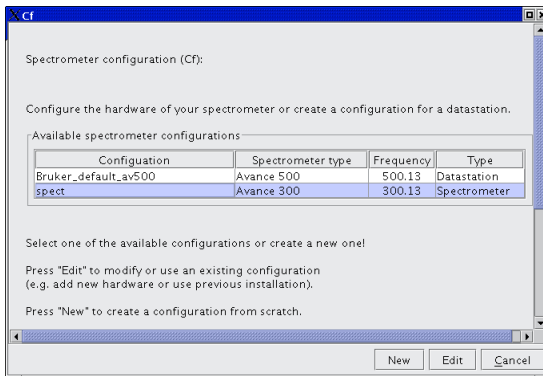 Cf
Spectrometer configuration (Cf):
Configure the hardware of your spectrometer or create a configuration for a datastation.
Available spectrometer configurations
Configuation Spectrometer type Frequency Type
Bruker_default_av500 Avance 500 500.13 Datastation
spect Avance 300 300.13 Spectrometer
Select one of the available configurations or create a new one!
Press "Edit" to modify or use an existing configuration
(e.g. add new hardware or use previous installation).
Press "New" to create a configuration from scratch.
New Edit Cancel